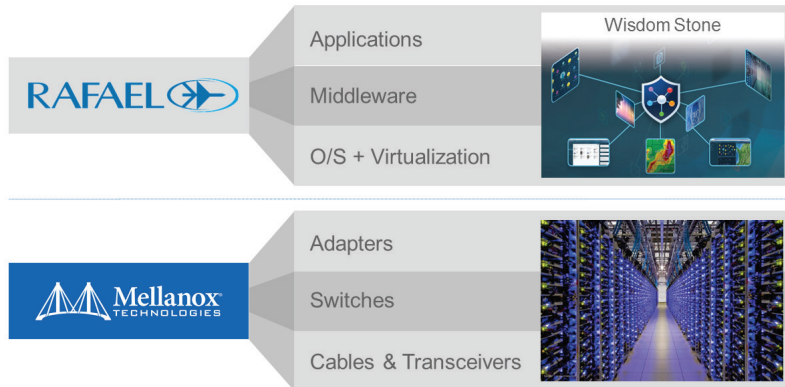 Wisdom Stone
Applications
RAFAEL
Middleware
O/S + Virtualization
Adapters
Mellanox
TECHNOLOGIES
Switches
Cables & Transceivers